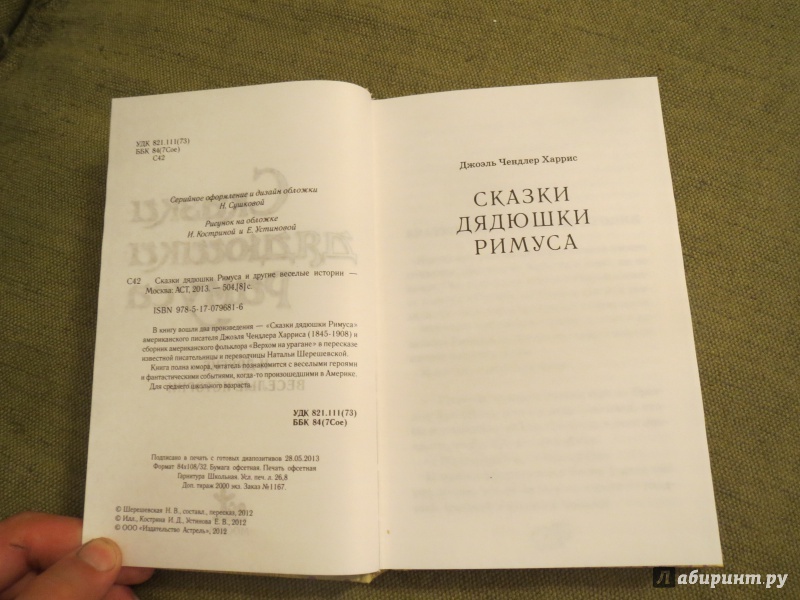 УДК 821.111(73)
ББК 84(7Сое)
С42
Серийное оформление и дизайн обложки
Н. Сушковой
Рисунок на обложке
Н. Костриной и Е. Устиновой
С42 Сказки дядюшки Римуса и другие веселые истории —
Москва: АСТ, 2013. — 504,[8] с.
ISBN 978-5-17-079681-6
В книгу вошли два произведения — «Сказки дядюшки Римуса»
американского писателя Джоэля Чендлера Харриса (1845-1908) и
сборник американского фольклора «Верхом на урагане» в пересказе
известной писательницы и переводчицы Натальи Шерешевской.
Книга полна юмора, читатель познакомится с веселыми героями
и фантастическими событиями, когда-то произошедшими в Америке.
Для среднего школьного возраста.
УДК 821.111(73)
ББК 84(7Сое)
Подписано в печать с готовых диапозитивов 28.05.2013
Формат 84х108/32. Бумага офсетная. Печать офсетная
Гарнитура Школьная. Усл. печ. л. 26,8
Доп. тираж 2000 экз. Заказ №1167.
© Шерешевская Н. В., составл., пересказ, 2012
© Илл., Кострина И. Д., Устинова Е. В., 2012
© ООО «Издательство Астрель», 2012
Джоэль Чендлер Харрис
СКАЗКИ
ДЯДЮШКИ
РИМУСА
лабиринт.ру